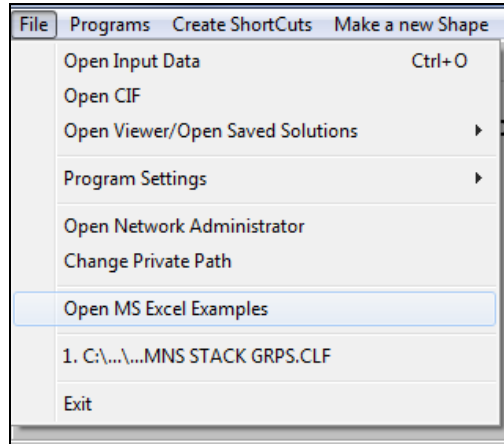 File Programs Create ShortCuts Make a new Shape
Open Input Data Ctrl+O
Open CIF
Open Viewer/Open Saved Solutions
Program Settings
Open Network Administrator
Change Private Path
Open MS Excel Examples
1. C:\...\...MNS STACK GRPS.CLF
Exit